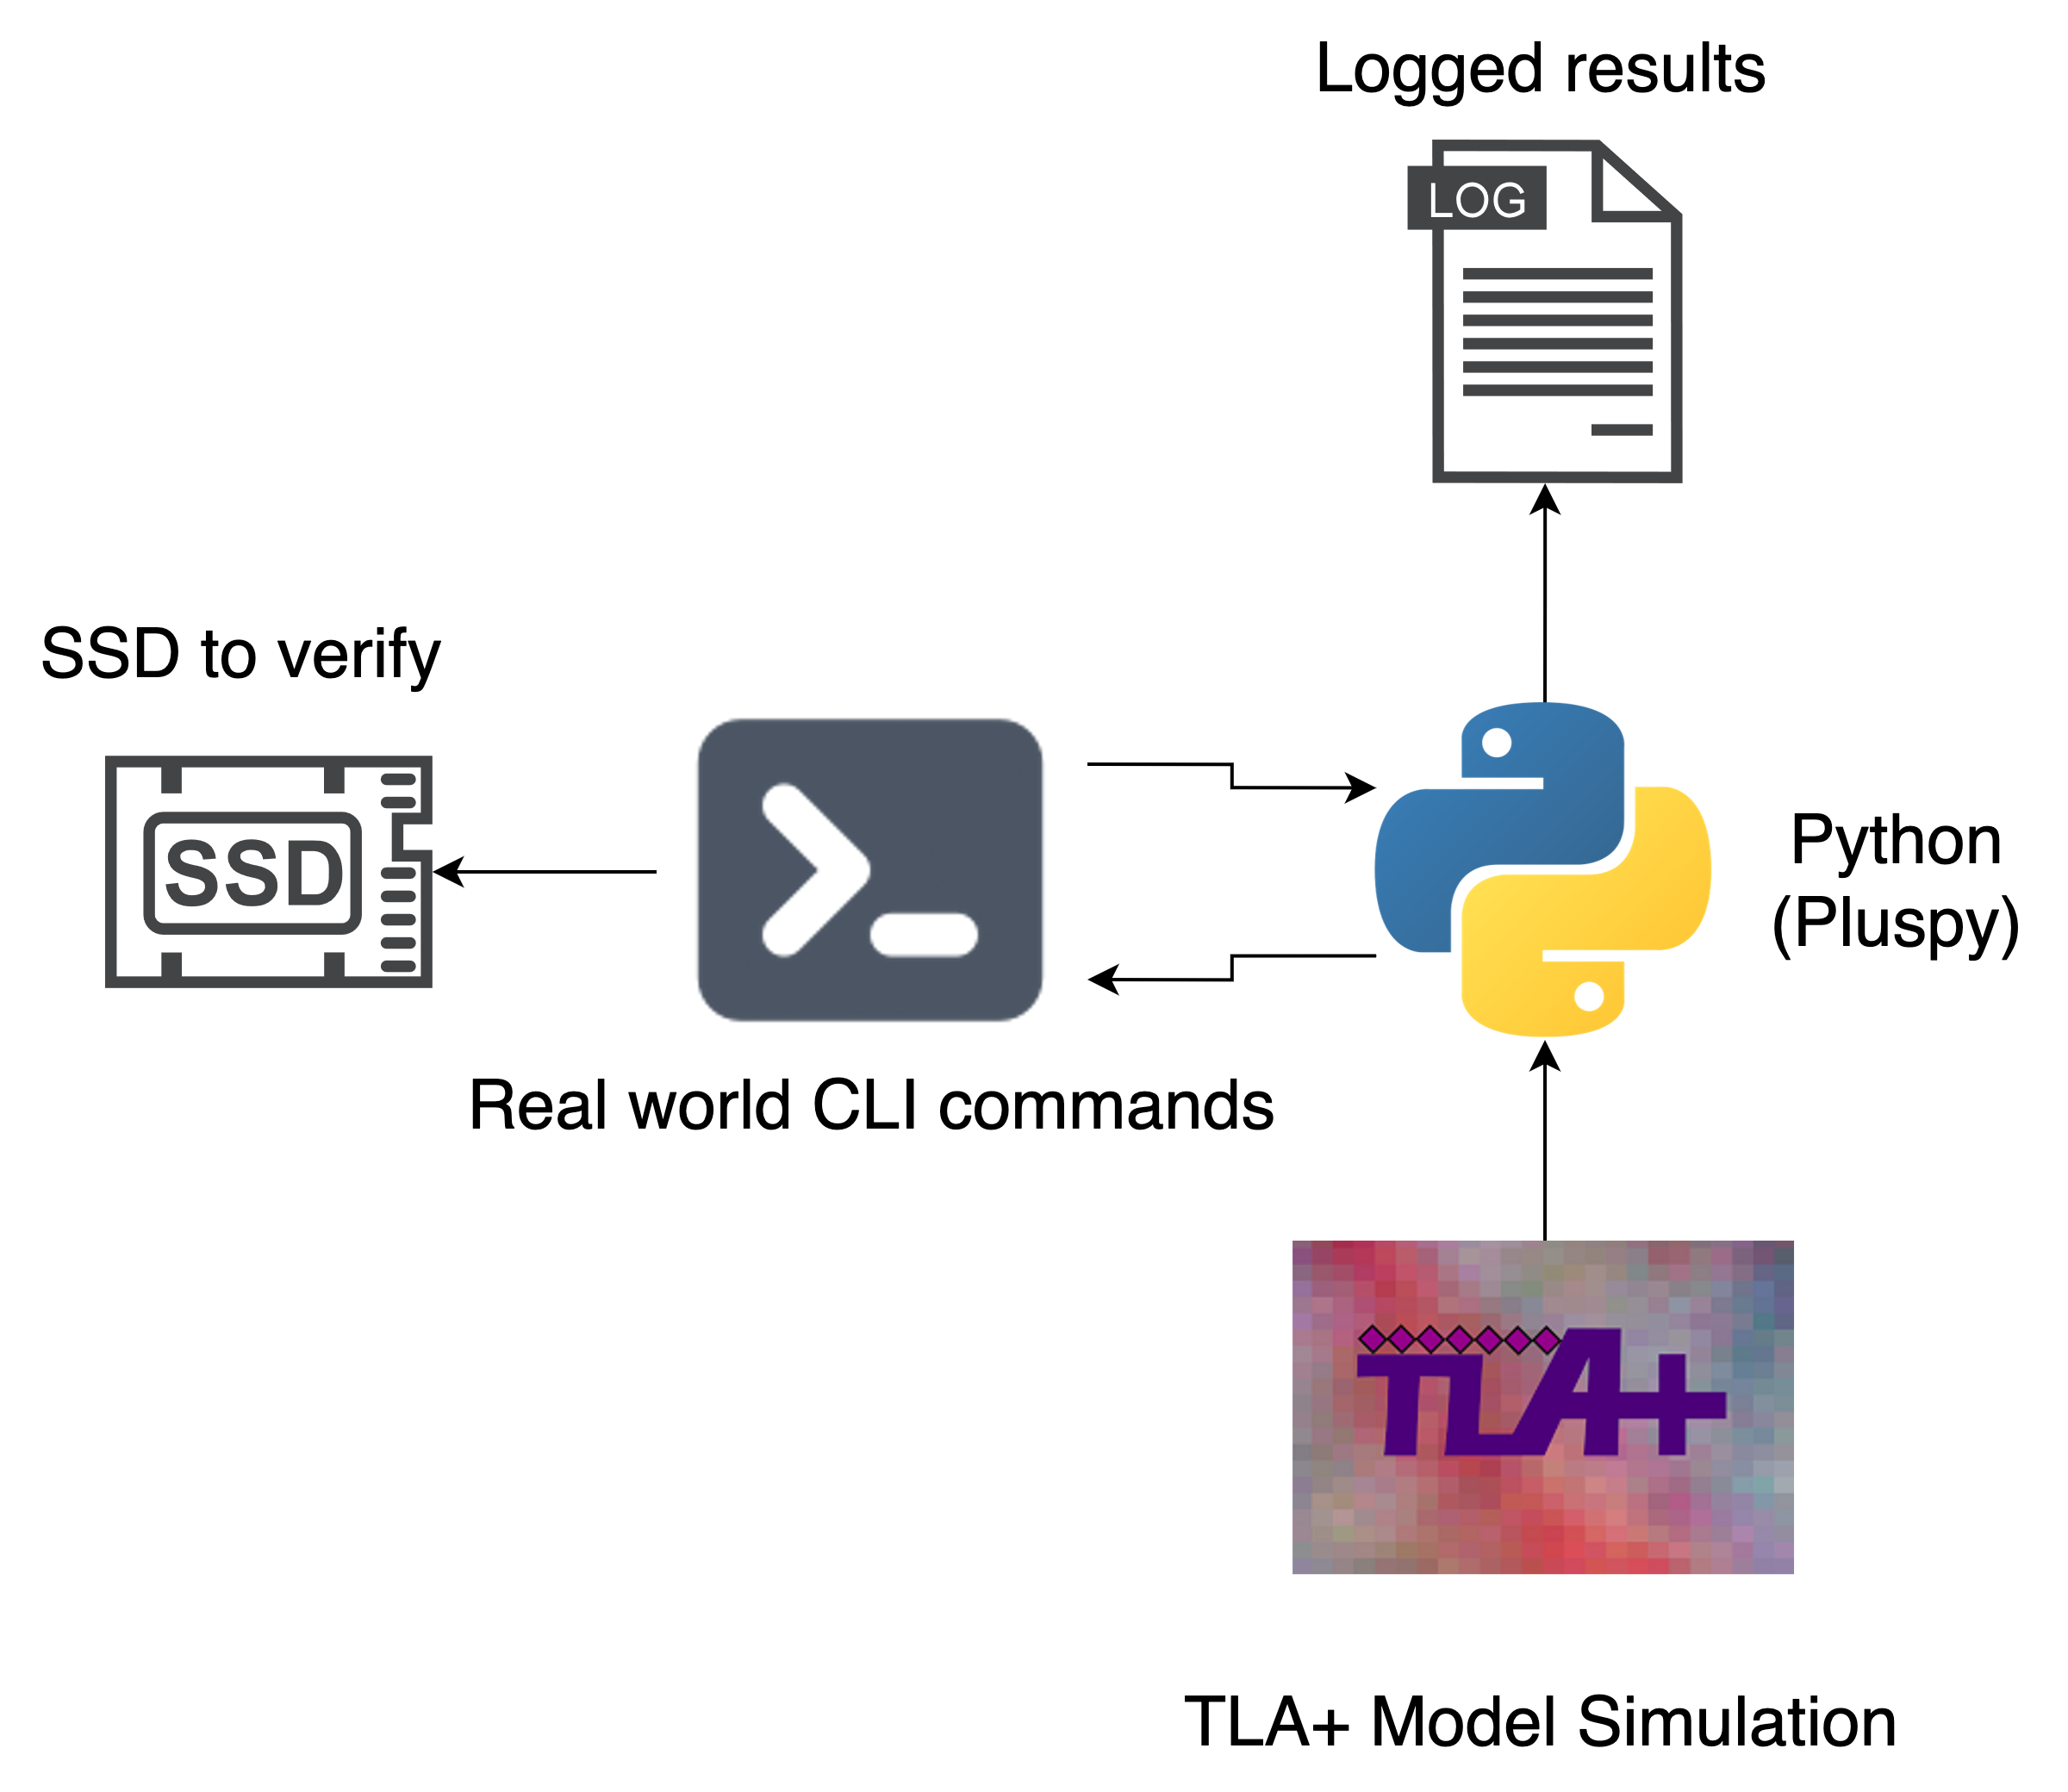 Logged results
LOG
SSD to verify
SSD
Python
(Pluspy)
Real world CLI commands
TLA+
TLA+ Model Simulation